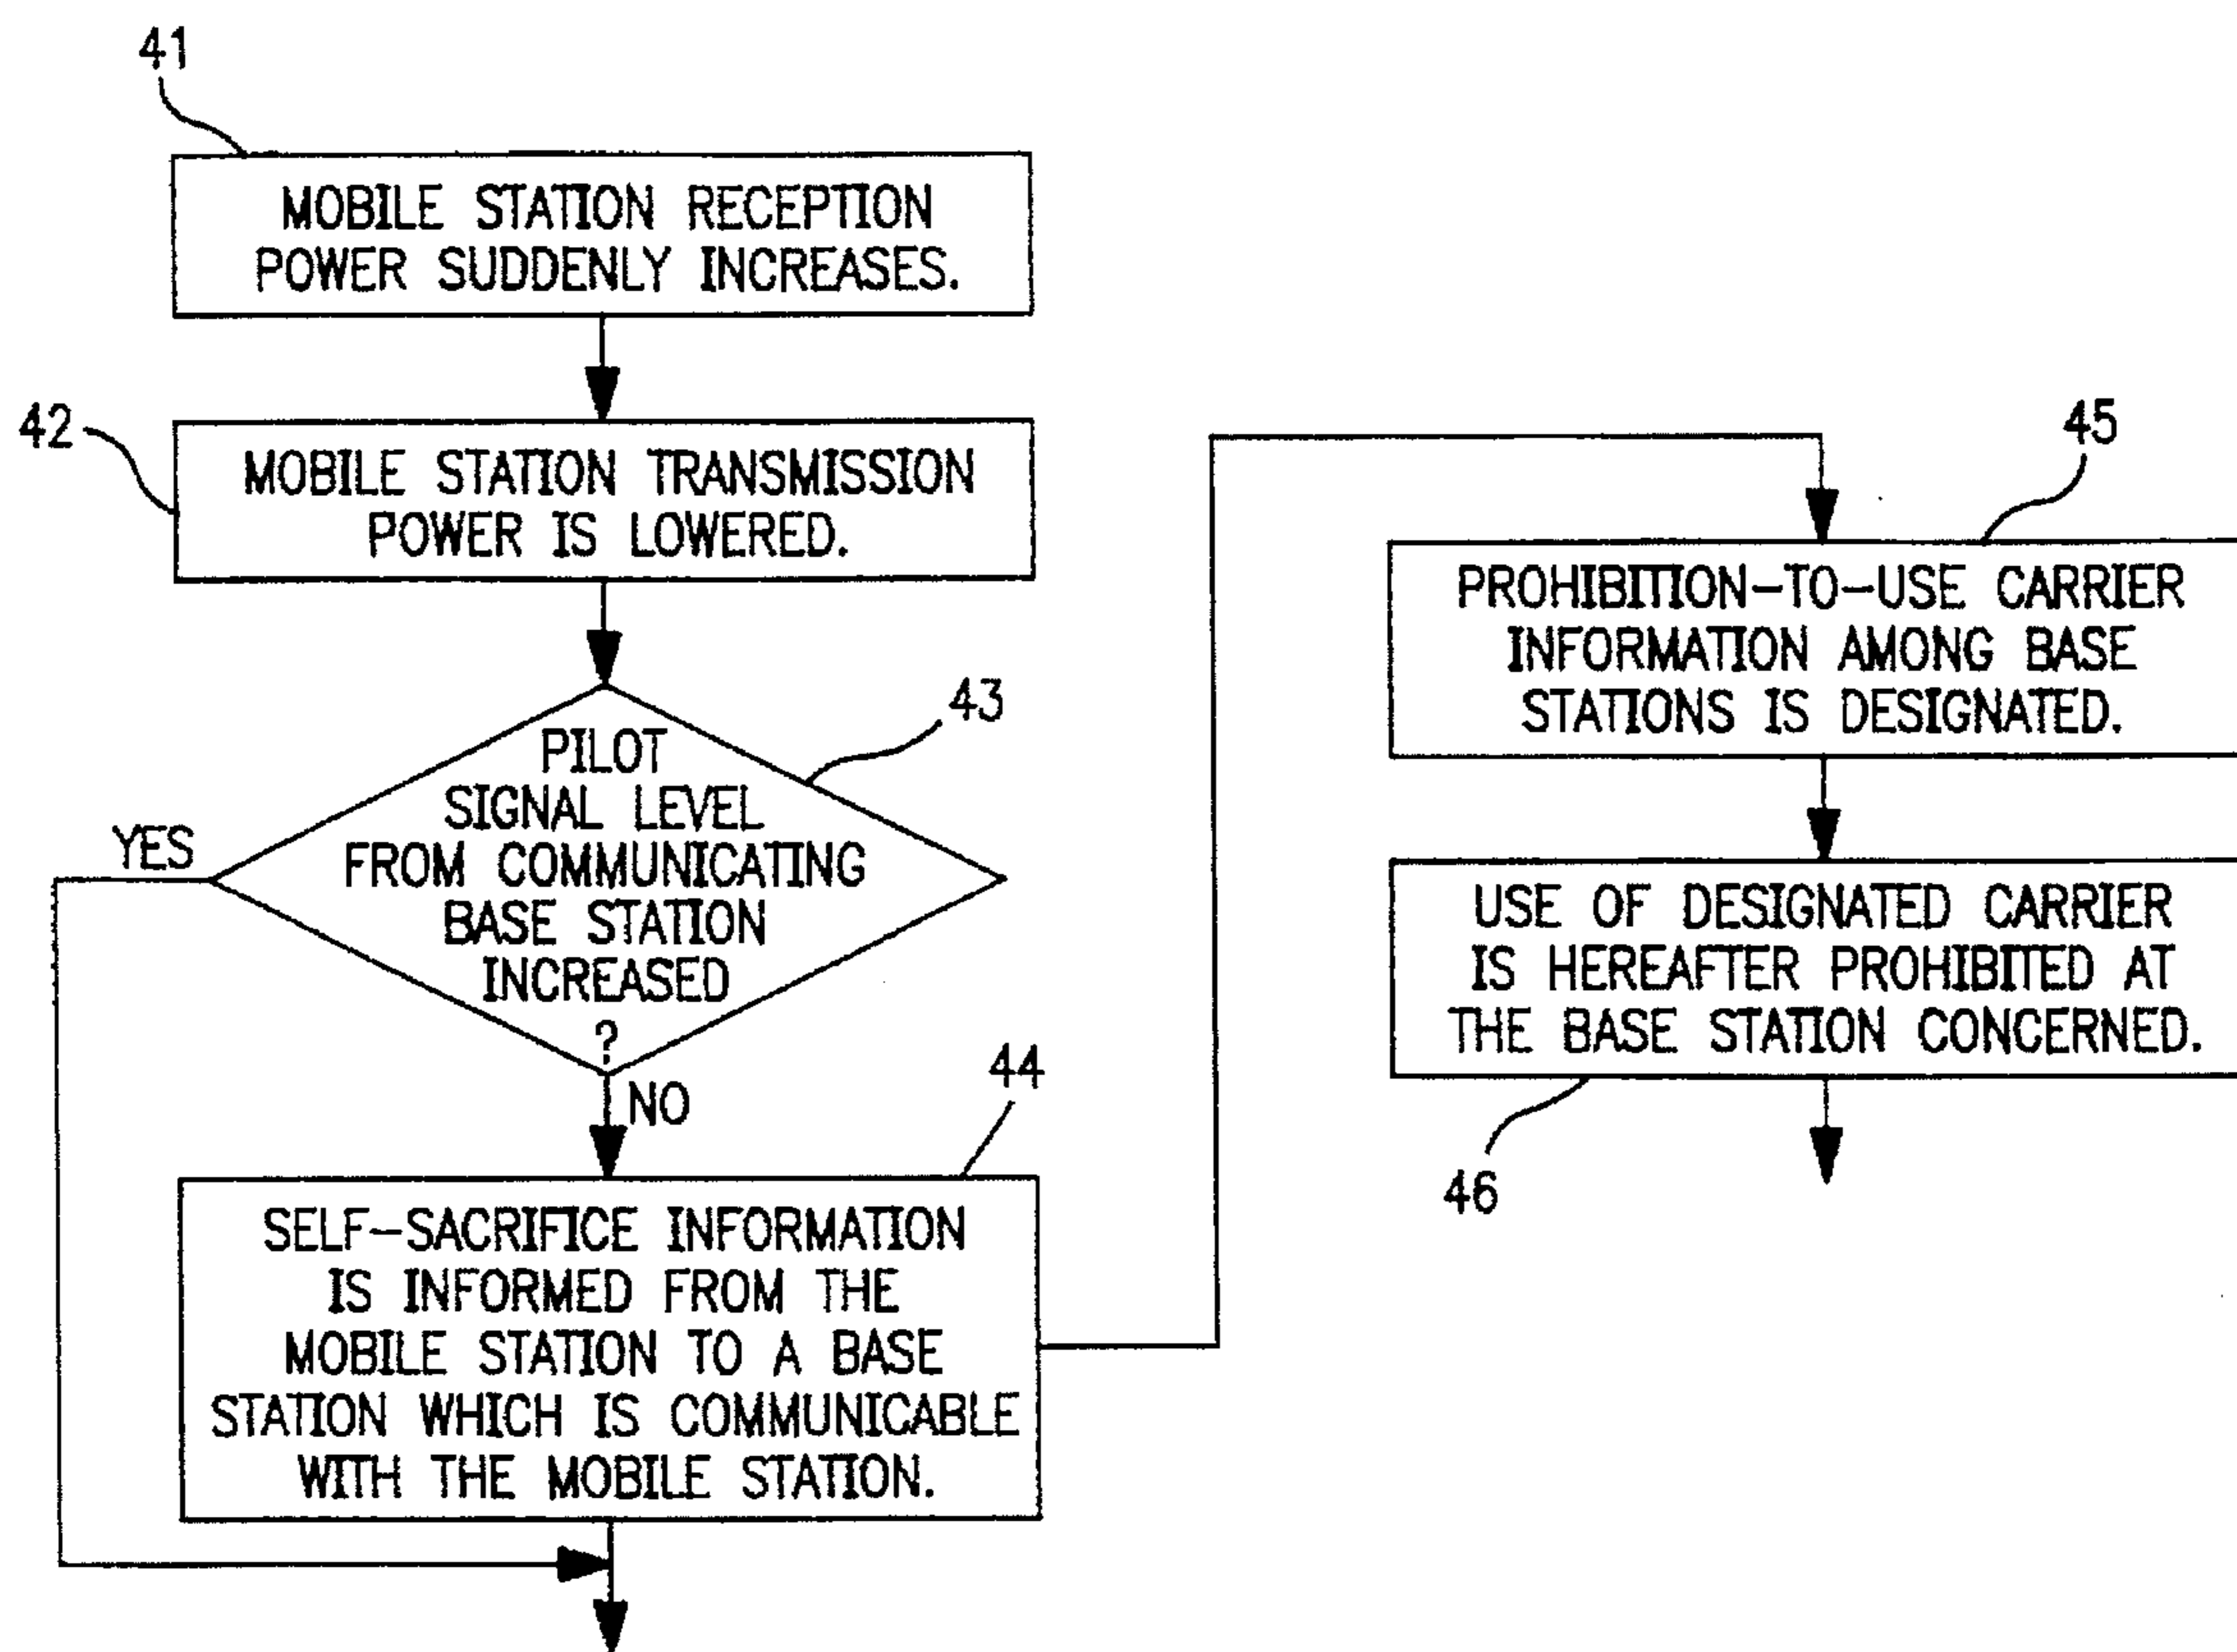 41
MOBILE STATION RECEPTION
POWER SUDDENLY INCREASES.
42
MOBILE STATION TRANSMISSION
POWER IS LOWERED.
43
PILOT
SIGNAL LEVEL
FROM COMMUNICATING
BASE STATION
INCREASED
?
YES
NO
44
SELF-SACRIFICE INFORMATION
IS INFORMED FROM THE
MOBILE STATION TO A BASE
STATION WHICH IS COMMUNICABLE
WITH THE MOBILE STATION.
45
PROHIBITION-TO-USE CARRIER
INFORMATION AMONG BASE
STATIONS IS DESIGNATED.
USE OF DESIGNATED CARRIER
IS HEREAFTER PROHIBITED AT
THE BASE STATION CONCERNED.
46